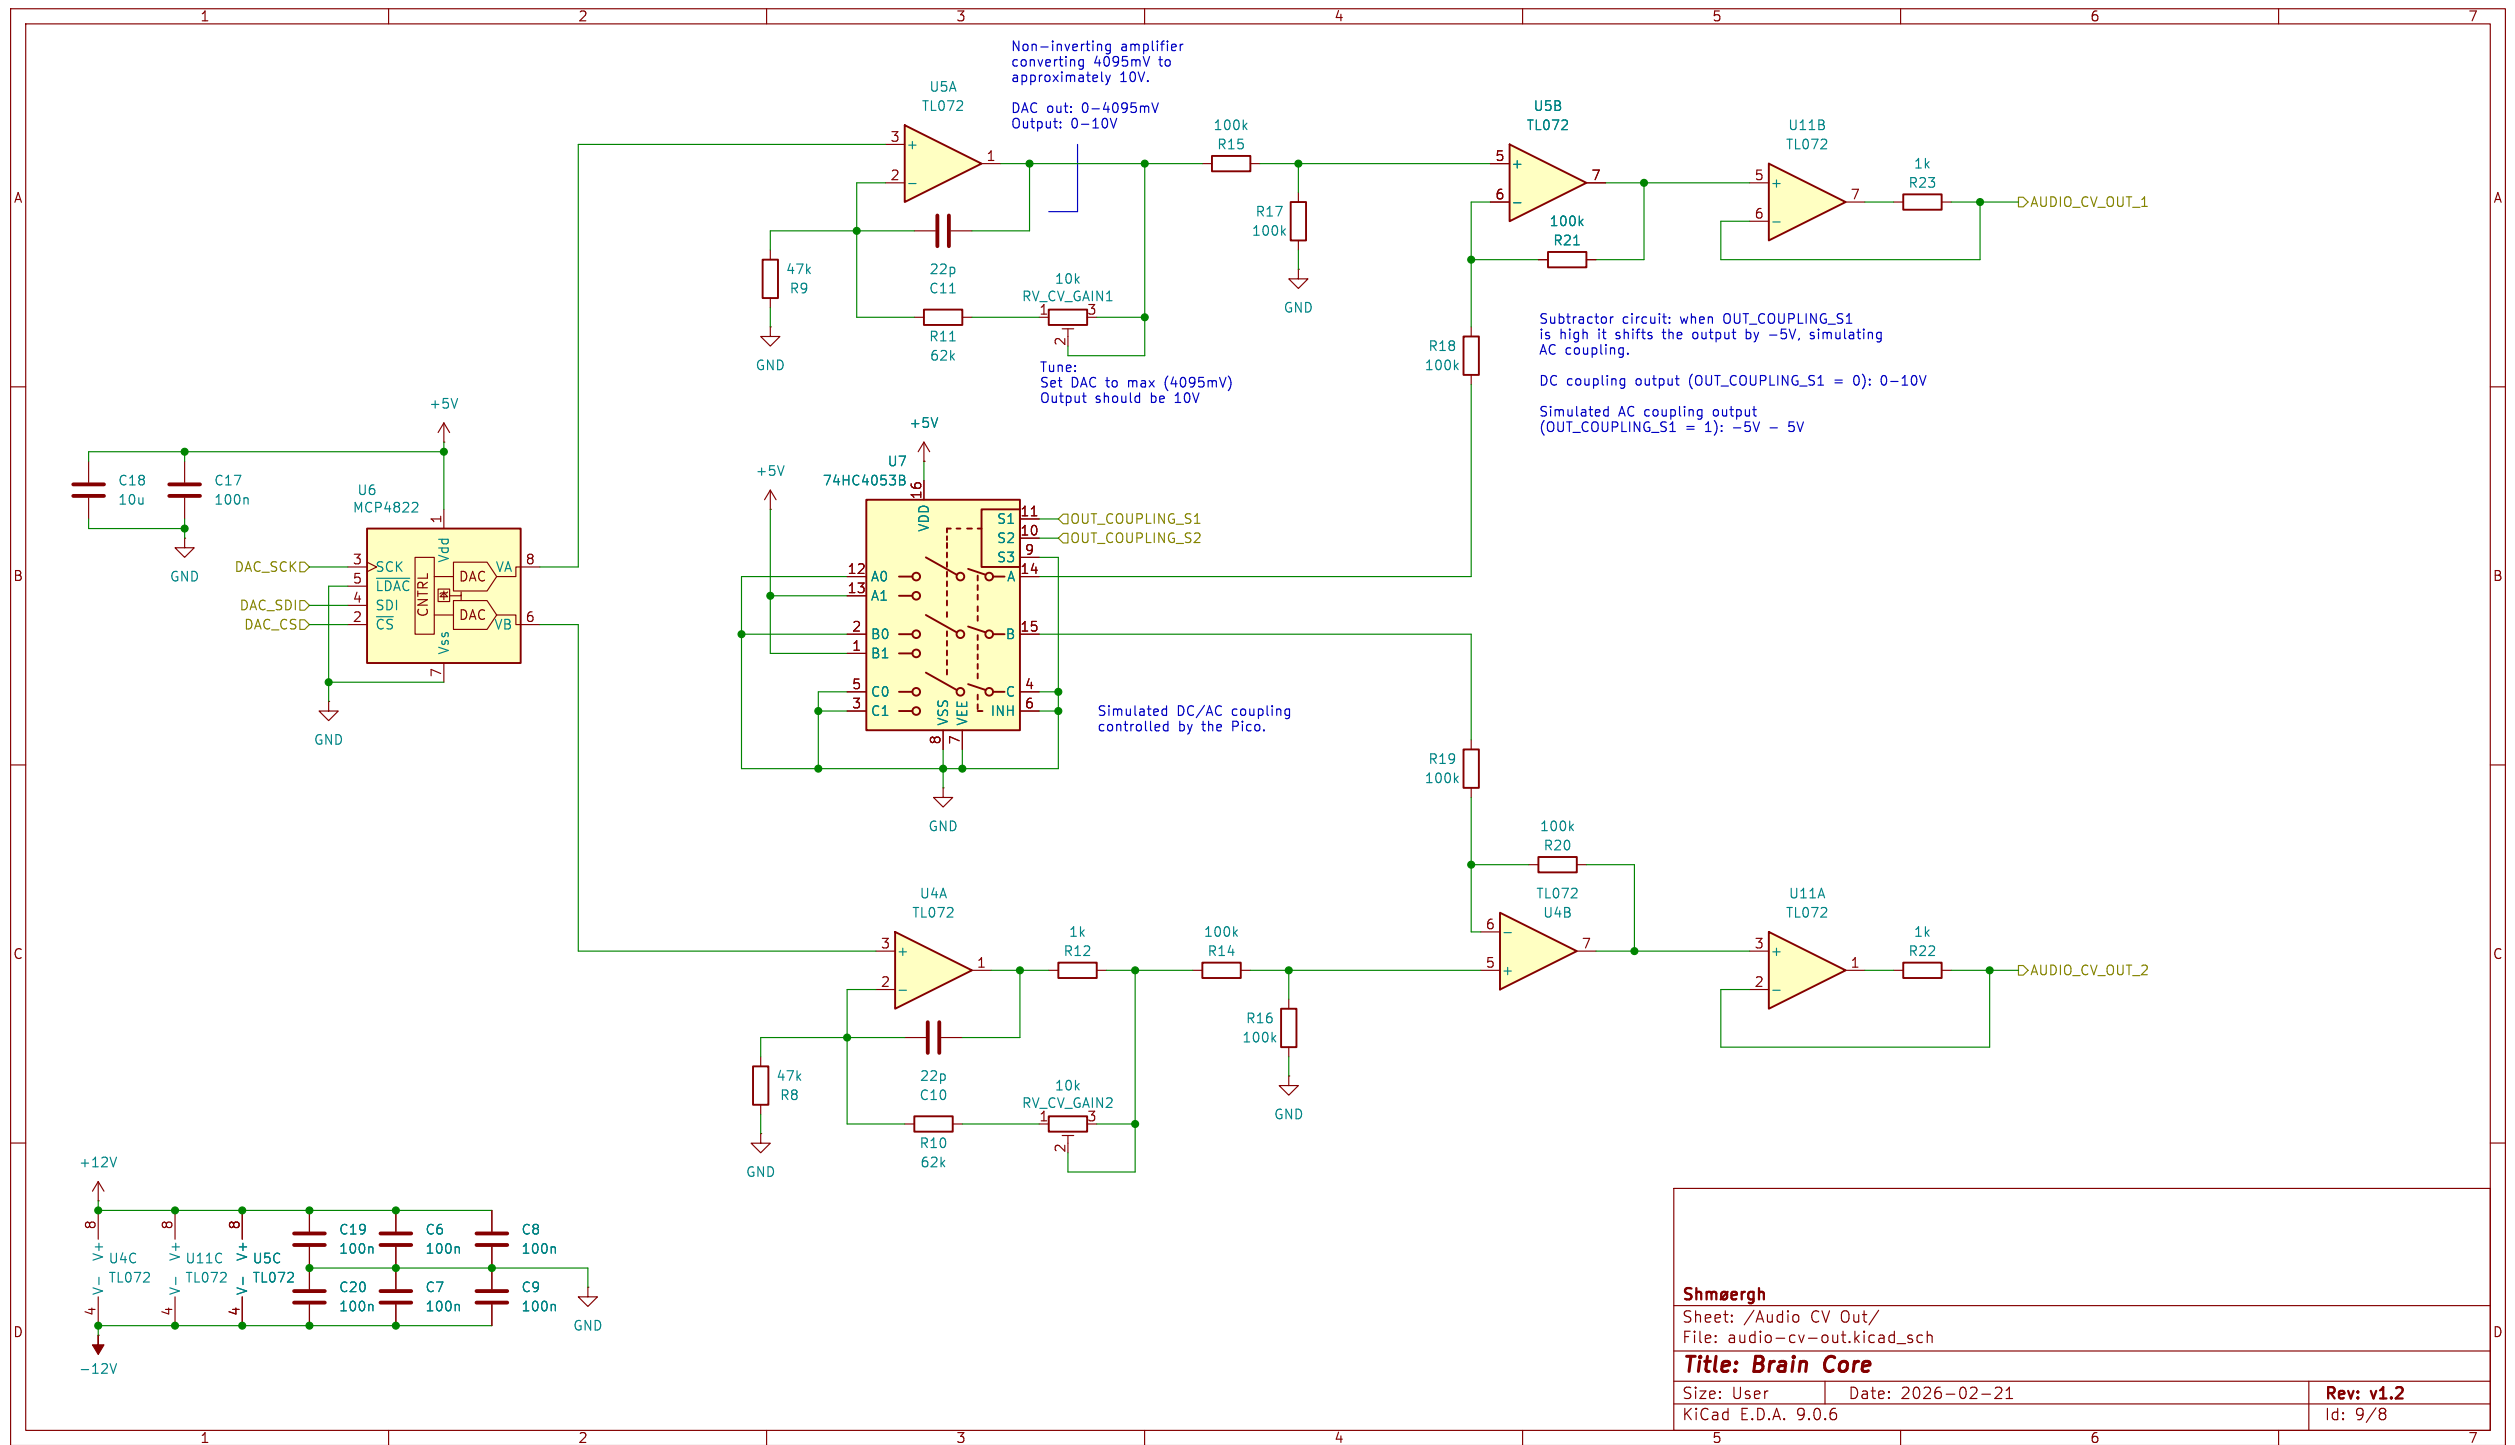 1 2 3 4 5 6 7
A
B
C
D
A
B
C
D
1 2 3 4 5 6 7
Non-inverting amplifier
converting 4095mV to
approximately 10V.
DAC out: 0-4095mV
Output: 0-10V
U5A
TL072
3
+
2
-
1
47k
R9
GND
22p
C11
R11
62k
10k
RV_CV_GAIN1
1
3
2
Tune:
Set DAC to max (4095mV)
Output should be 10V
100k
R15
R17
100k
GND
U5B
TL072
5
+
6
-
7
100k
R21
R18
100k
U11B
TL072
5
+
6
-
7
1k
R23
AUDIO_CV_OUT_1
Subtractor circuit: when OUT_COUPLING_S1
is high it shifts the output by -5V, simulating
AC coupling.
DC coupling output (OUT_COUPLING_S1 = 0): 0-10V
Simulated AC coupling output
(OUT_COUPLING_S1 = 1): -5V - 5V
+5V
C18
10u
C17
100n
GND
U6
MCP4822
1
Vdd
DAC_SCK
3
SCK
5
LDAC
DAC_SDI
4
SDI
DAC_CS
2
CS
CNTRL
DAC
DAC
VA
8
VB
6
Vss
7
GND
+5V
+5V
U7
74HC4053B
16
VDD
S1
11
OUT_COUPLING_S1
S2
10
OUT_COUPLING_S2
S3
9
12
A0
A
14
13
A1
2
B0
B
15
1
B1
5
C0
C
4
3
C1
INH
6
VSS
VEE
8
7
GND
Simulated DC/AC coupling
controlled by the Pico.
R19
100k
100k
R20
TL072
U4B
6
-
5
+
7
U4A
TL072
3
+
2
-
1
1k
R12
100k
R14
R16
100k
GND
47k
R8
GND
22p
C10
R10
62k
10k
RV_CV_GAIN2
1
3
2
U11A
TL072
3
+
2
-
1
1k
R22
AUDIO_CV_OUT_2
+12V
8
V+
U4C
TL072
V-
4
8
V+
U11C
TL072
V-
4
8
V+
U5C
TL072
V-
4
C19
100n
C6
100n
C8
100n
C20
100n
C7
100n
C9
100n
GND
-12V
Shmøergh
Sheet: /Audio CV Out/
File: audio-cv-out.kicad_sch
Title: Brain Core
Size: User
Date: 2026-02-21
Rev: v1.2
KiCad E.D.A. 9.0.6
Id: 9/8